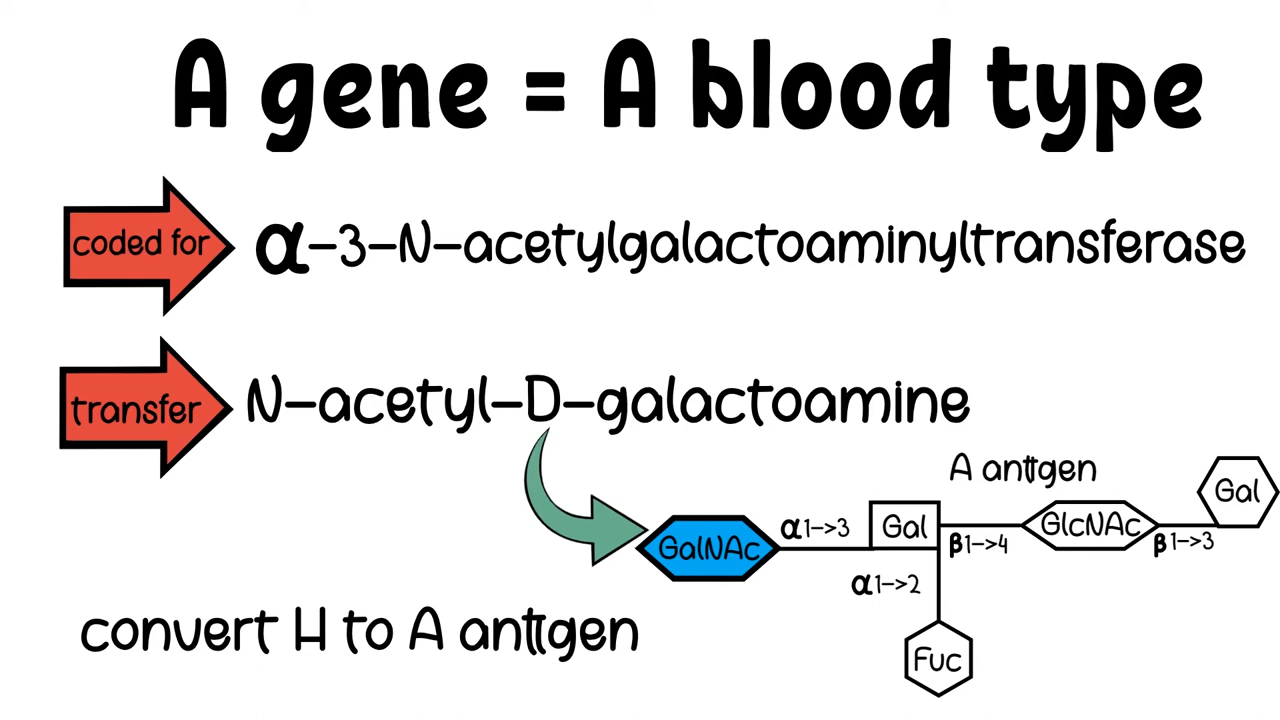 A gene = A blood type
coded for
α-3-N-acetylgalactoaminyltransferase
transfer
N-acetyl-D-galactoamine
A antigen
Gal
GalNAc
α1->3
Gal
β1->4
GlcNAc
β1->3
α1->2
Fuc
convert H to A antigen